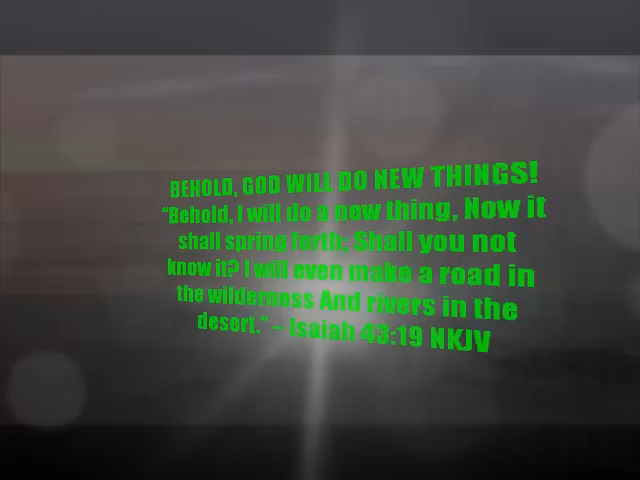 BEHOLD, GOD WILL DO NEW THINGS!
“Behold, I will do a new thing, Now it
shall spring forth; Shall you not
know it? I will even make a road in
the wilderness And rivers in the
desert.” – Isaiah 43:19 NKJV